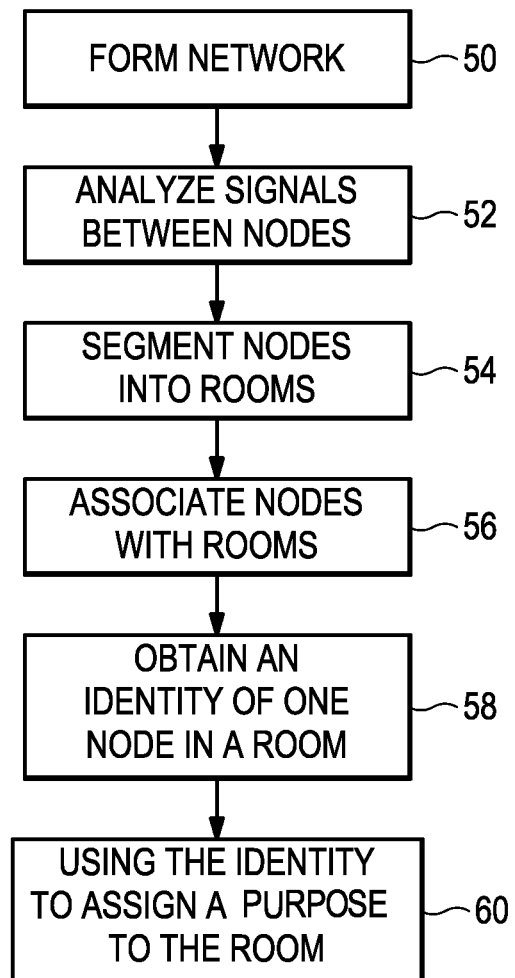 FORM NETWORK
50
ANALYZE SIGNALS
BETWEEN NODES
52
SEGMENT NODES
INTO ROOMS
54
ASSOCIATE NODES
WITH ROOMS
56
OBTAIN AN
IDENTITY OF ONE
NODE IN A ROOM
58
USING THE IDENTITY
TO ASSIGN A PURPOSE
TO THE ROOM
60